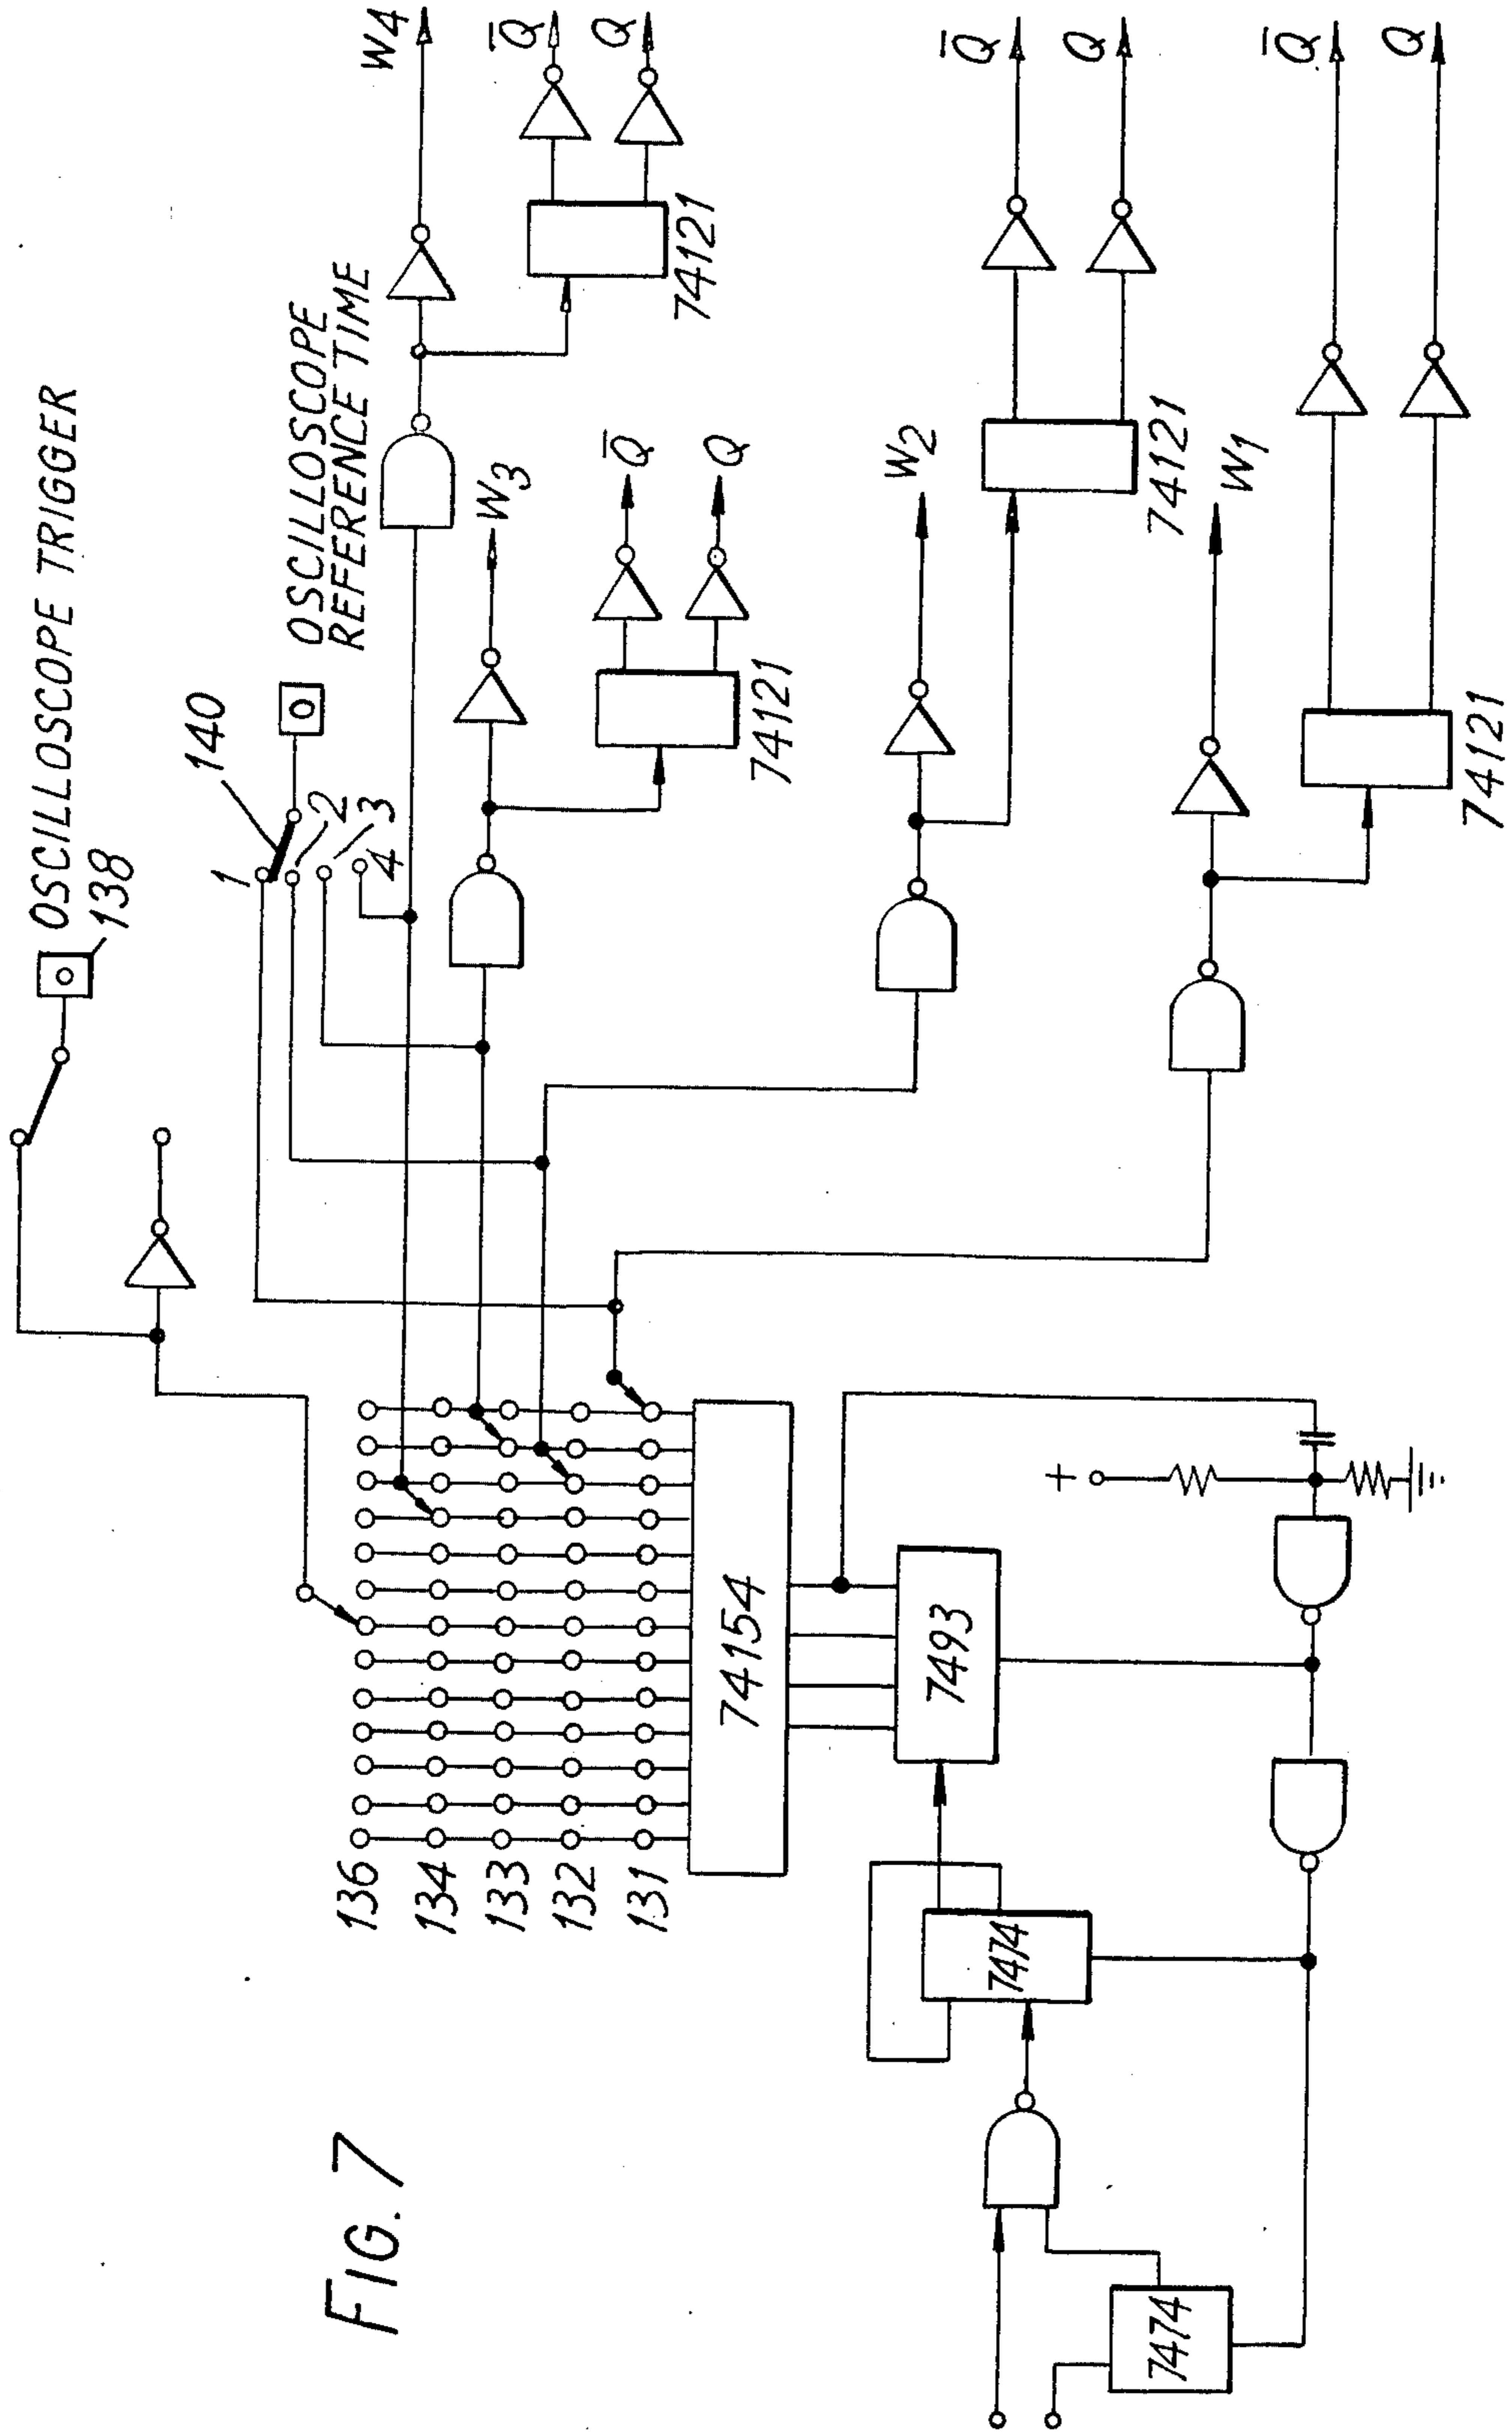 FIG. 7
OSCILLOSCOPE TRIGGER
138
140
OSCILLOSCOPE
REFERENCE TIME
1
2
3
4
W4
Q̅
Q
74121
W3
Q̅
Q
74121
W2
Q̅
Q
74121
W1
Q̅
Q
74121
136
134
133
132
131
74154
7493
7474
7474
+